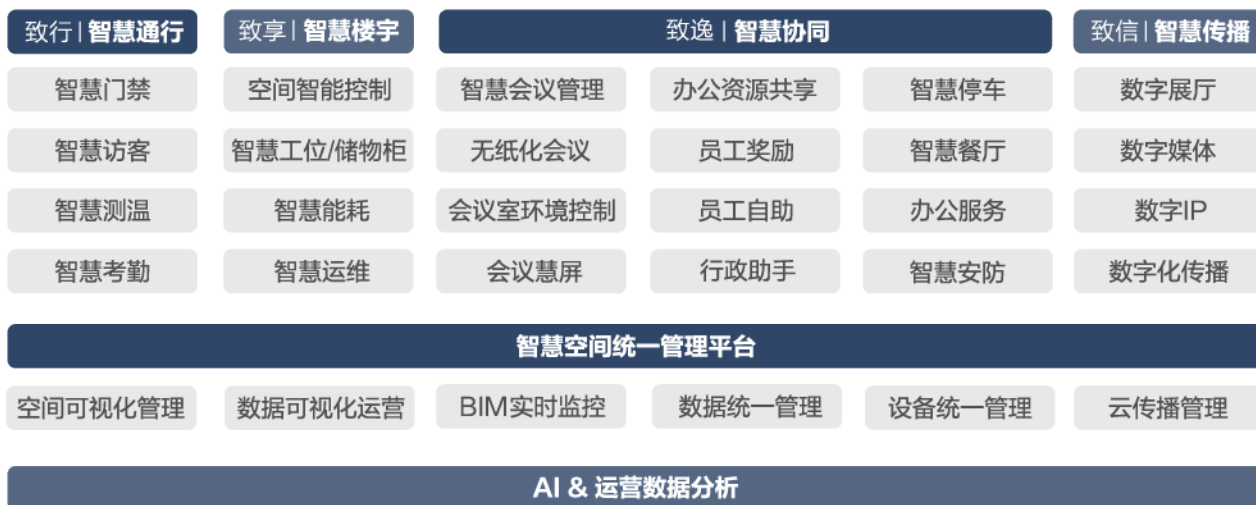 致行 | 智慧通行 致享 | 智慧楼宇 致逸 | 智慧协同 致信 | 智慧传播
智慧门禁 空间智能控制 智慧会议管理 办公资源共享 智慧停车 数字展厅
智慧访客 智慧工位/储物柜 无纸化会议 员工奖励 智慧餐厅 数字媒体
智慧测温 智慧能耗 会议室环境控制 员工自助 办公服务 数字IP
智慧考勤 智慧运维 会议慧屏 行政助手 智慧安防 数字化传播
智慧空间统一管理平台
空间可视化管理 数据可视化运营 BIM实时监控 数据统一管理 设备统一管理 云传播管理
AI & 运营数据分析